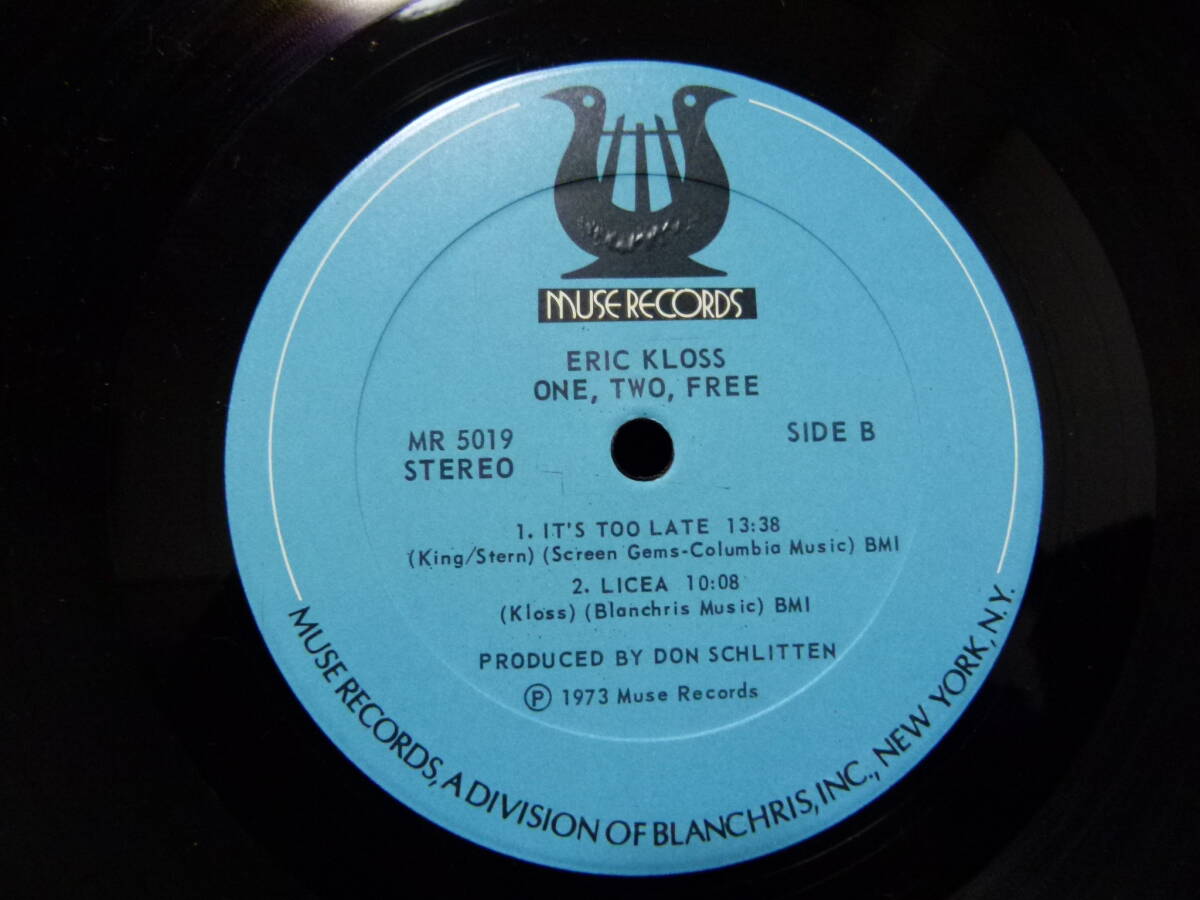 MUSE RECORDS
ERIC KLOSS
ONE, TWO, FREE
MR 5019
STEREO
SIDE B
1. IT'S TOO LATE 13:38
(King/Stern) (Screen Gems-Columbia Music) BMI
2. LICEA 10:08
(Kloss) (Blanchris Music) BMI
PRODUCED BY DON SCHLITTEN
Ⓟ 1973 Muse Records
MUSE RECORDS, A DIVISION OF BLANCHRIS, INC., NEW YORK, N.Y.